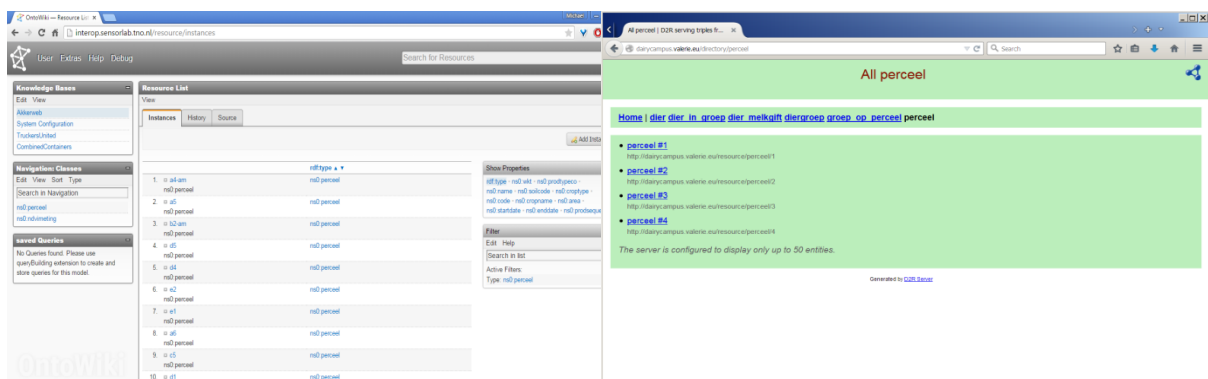 OntoWiki — Resource Lis ×
Michael
interop.sensorlab.tno.nl/resource/instances
User Extras Help Debug
Search for Resources
Knowledge Bases
Edit View
Akkerweb
System Configuration
TruckersUnited
CombinedContainers
Navigation: Classes
Edit View Sort Type
Search in Navigation
ns0:perceel
ns0:ndvimeting
saved Queries
No Queries found. Please use
queryBuilding extension to create and
store queries for this model.
OntoWiki
Resource List
View
Instances History Source
Add Insta
rdf:type
1. a4-am ns0:perceel
ns0:perceel
2. a5 ns0:perceel
ns0:perceel
3. b2-am ns0:perceel
ns0:perceel
4. d5 ns0:perceel
ns0:perceel
5. d4 ns0:perceel
ns0:perceel
6. e2 ns0:perceel
ns0:perceel
7. e1 ns0:perceel
ns0:perceel
8. a6 ns0:perceel
ns0:perceel
9. c5 ns0:perceel
ns0:perceel
10. d1 ns0:perceel
Show Properties
rdf:type - ns0:wkt - ns0:prodtypeco -
ns0:name - ns0:soilcode - ns0:croptype -
ns0:code - ns0:cropname - ns0:area -
ns0:startdate - ns0:enddate - ns0:prodseque
Filter
Edit Help
Search in list
Active Filters:
Type: ns0:perceel
All perceel | D2R serving triples fr... ×
dairycampus.valerie.eu/directory/perceel
Search
All perceel
Home | dier dier_in_groep dier_melkgift diergroep groep_op_perceel perceel
• perceel #1
http://dairycampus.valerie.eu/resource/perceel/1
• perceel #2
http://dairycampus.valerie.eu/resource/perceel/2
• perceel #3
http://dairycampus.valerie.eu/resource/perceel/3
• perceel #4
http://dairycampus.valerie.eu/resource/perceel/4
The server is configured to display only up to 50 entities.
Generated by D2R Server